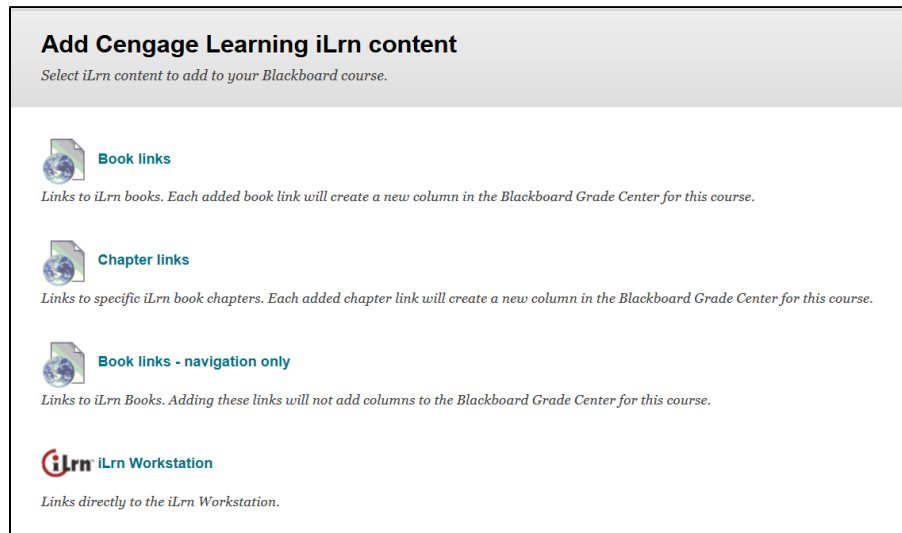 Add Cengage Learning iLrn content
Select iLrn content to add to your Blackboard course.
Book links
Links to iLrn books. Each added book link will create a new column in the Blackboard Grade Center for this course.
Chapter links
Links to specific iLrn book chapters. Each added chapter link will create a new column in the Blackboard Grade Center for this course.
Book links - navigation only
Links to iLrn Books. Adding these links will not add columns to the Blackboard Grade Center for this course.
iLrn™ iLrn Workstation
Links directly to the iLrn Workstation.